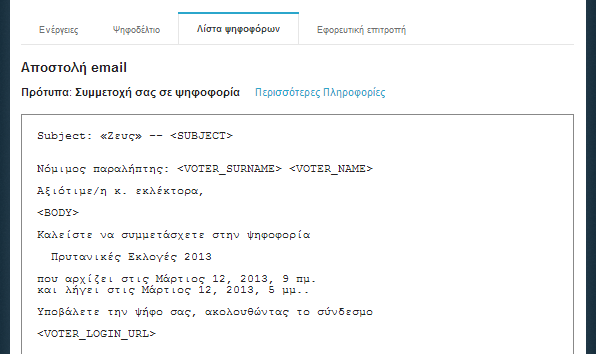 Ενέργειες Ψηφοδέλτιο Λίστα ψηφοφόρων Εφορευτική επιτροπή
Αποστολή email
Πρότυπα: Συμμετοχή σας σε ψηφοφορία Περισσότερες Πληροφορίες
Subject: «Ζευς» -- <SUBJECT>
Νόμιμος παραλήπτης: <VOTER_SURNAME> <VOTER_NAME>
Αξιότιμε/η κ. εκλέκτορα,
<BODY>
Καλείστε να συμμετάσχετε στην ψηφοφορία
Πρυτανικές Εκλογές 2013
που αρχίζει στις Μάρτιος 12, 2013, 9 πμ.
και λήγει στις Μάρτιος 12, 2013, 5 μμ..
Υποβάλετε την ψήφο σας, ακολουθώντας το σύνδεσμο
<VOTER_LOGIN_URL>